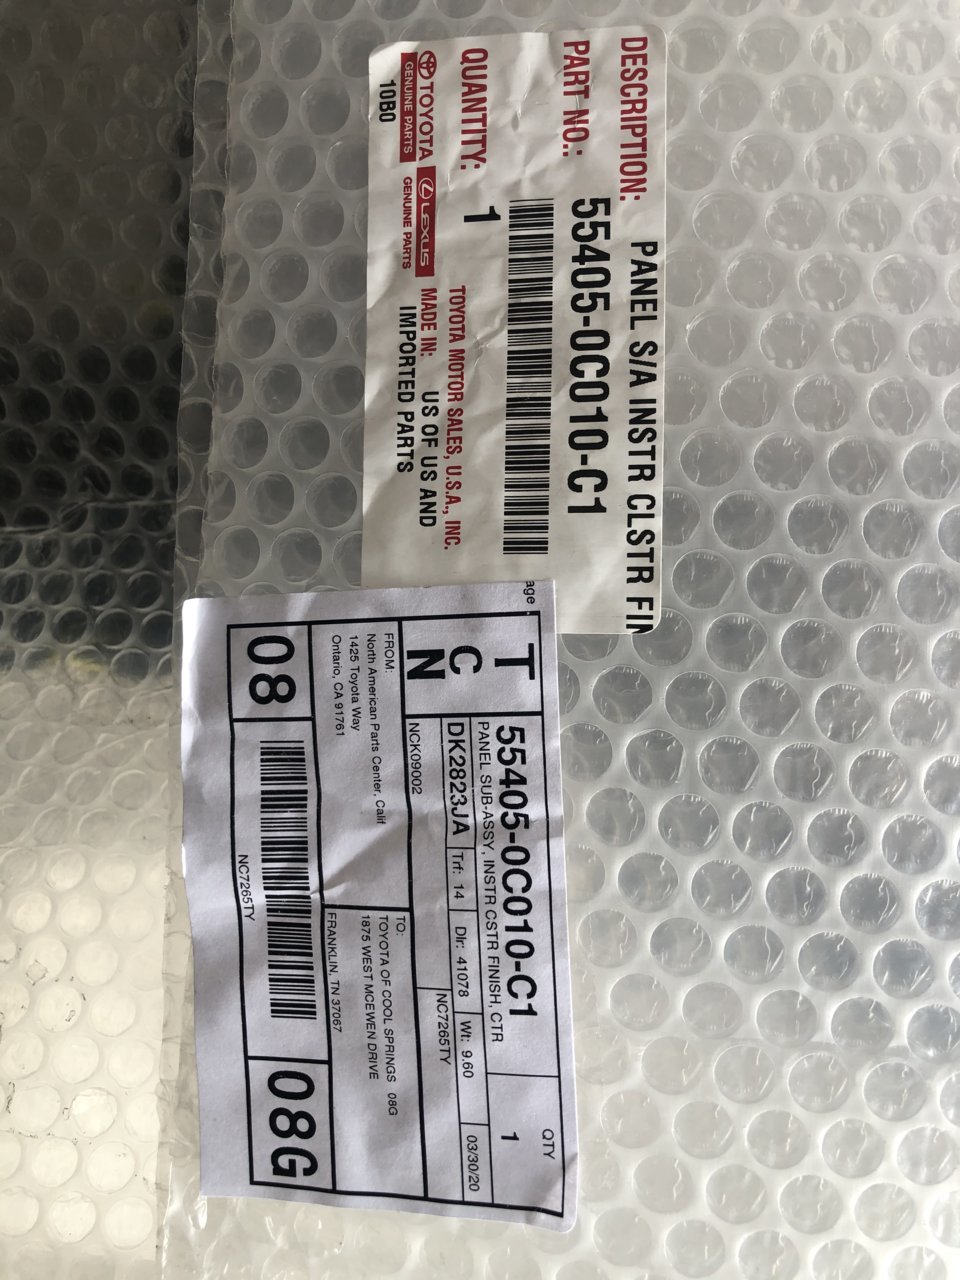 DESCRIPTION: PANEL S/A INSTR CLSTR FIN
PART NO.: 55405-0C010-C1
QUANTITY: 1
TOYOTA LEXUS
GENUINE PARTS GENUINE PARTS
10B0
TOYOTA MOTOR SALES, U.S.A., INC.
MADE IN: US OF US AND
IMPORTED PARTS
age
T
C
N
55405-0C010-C1
PANEL SUB-ASSY, INSTR CSTR FINISH, CTR
QTY
1
DK2823JA Trf: 14 Dlr: 41078 Wt: 9.60 03/30/20
NCK09002 NC7265TY
FROM:
North American Parts Center, Calif
1425 Toyota Way
Ontario, CA 91761
TO:
TOYOTA OF COOL SPRINGS 08G
1875 WEST MCEWEN DRIVE
FRANKLIN, TN 37067
08
08G
NC7265TY